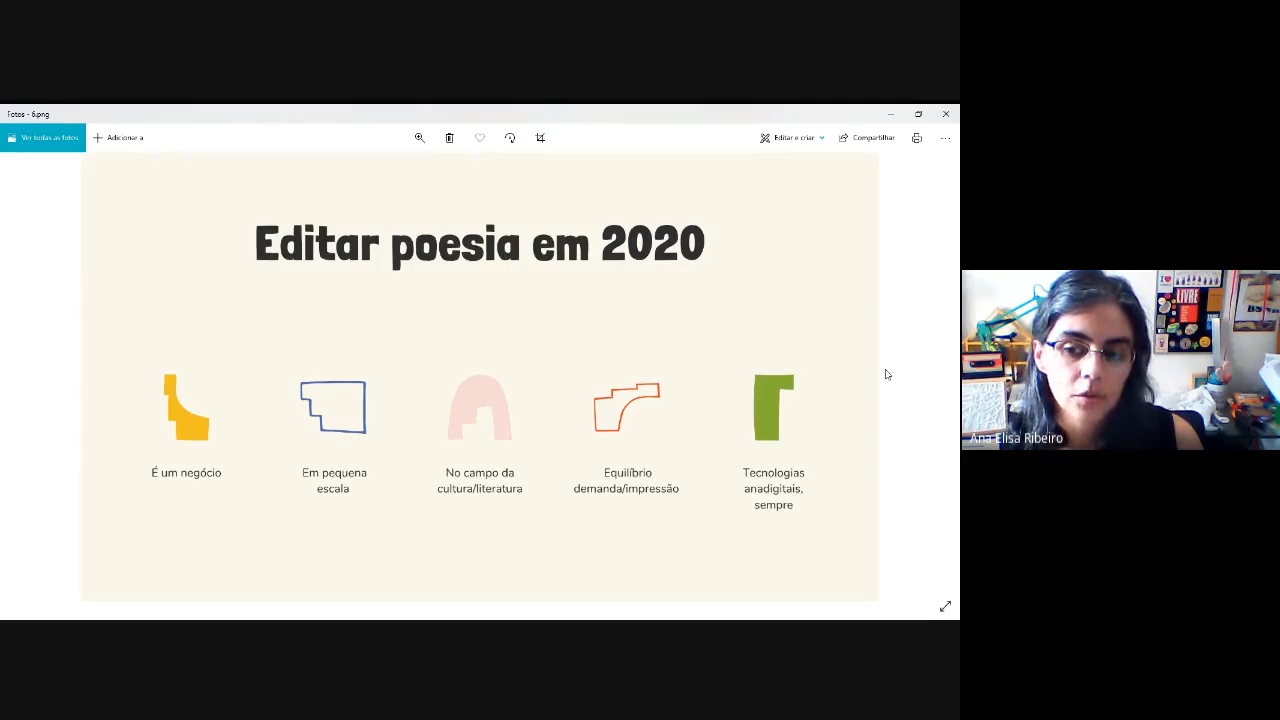 Fotos - 6.png
Ver todas as fotos
Adicionar a
Editar e criar
Compartilhar
Editar poesia em 2020
É um negócio
Em pequena
escala
No campo da
cultura/literatura
Equilíbrio
demanda/impressão
Tecnologias
anadigitais,
sempre
LIVRE
Ana Elisa Ribeiro